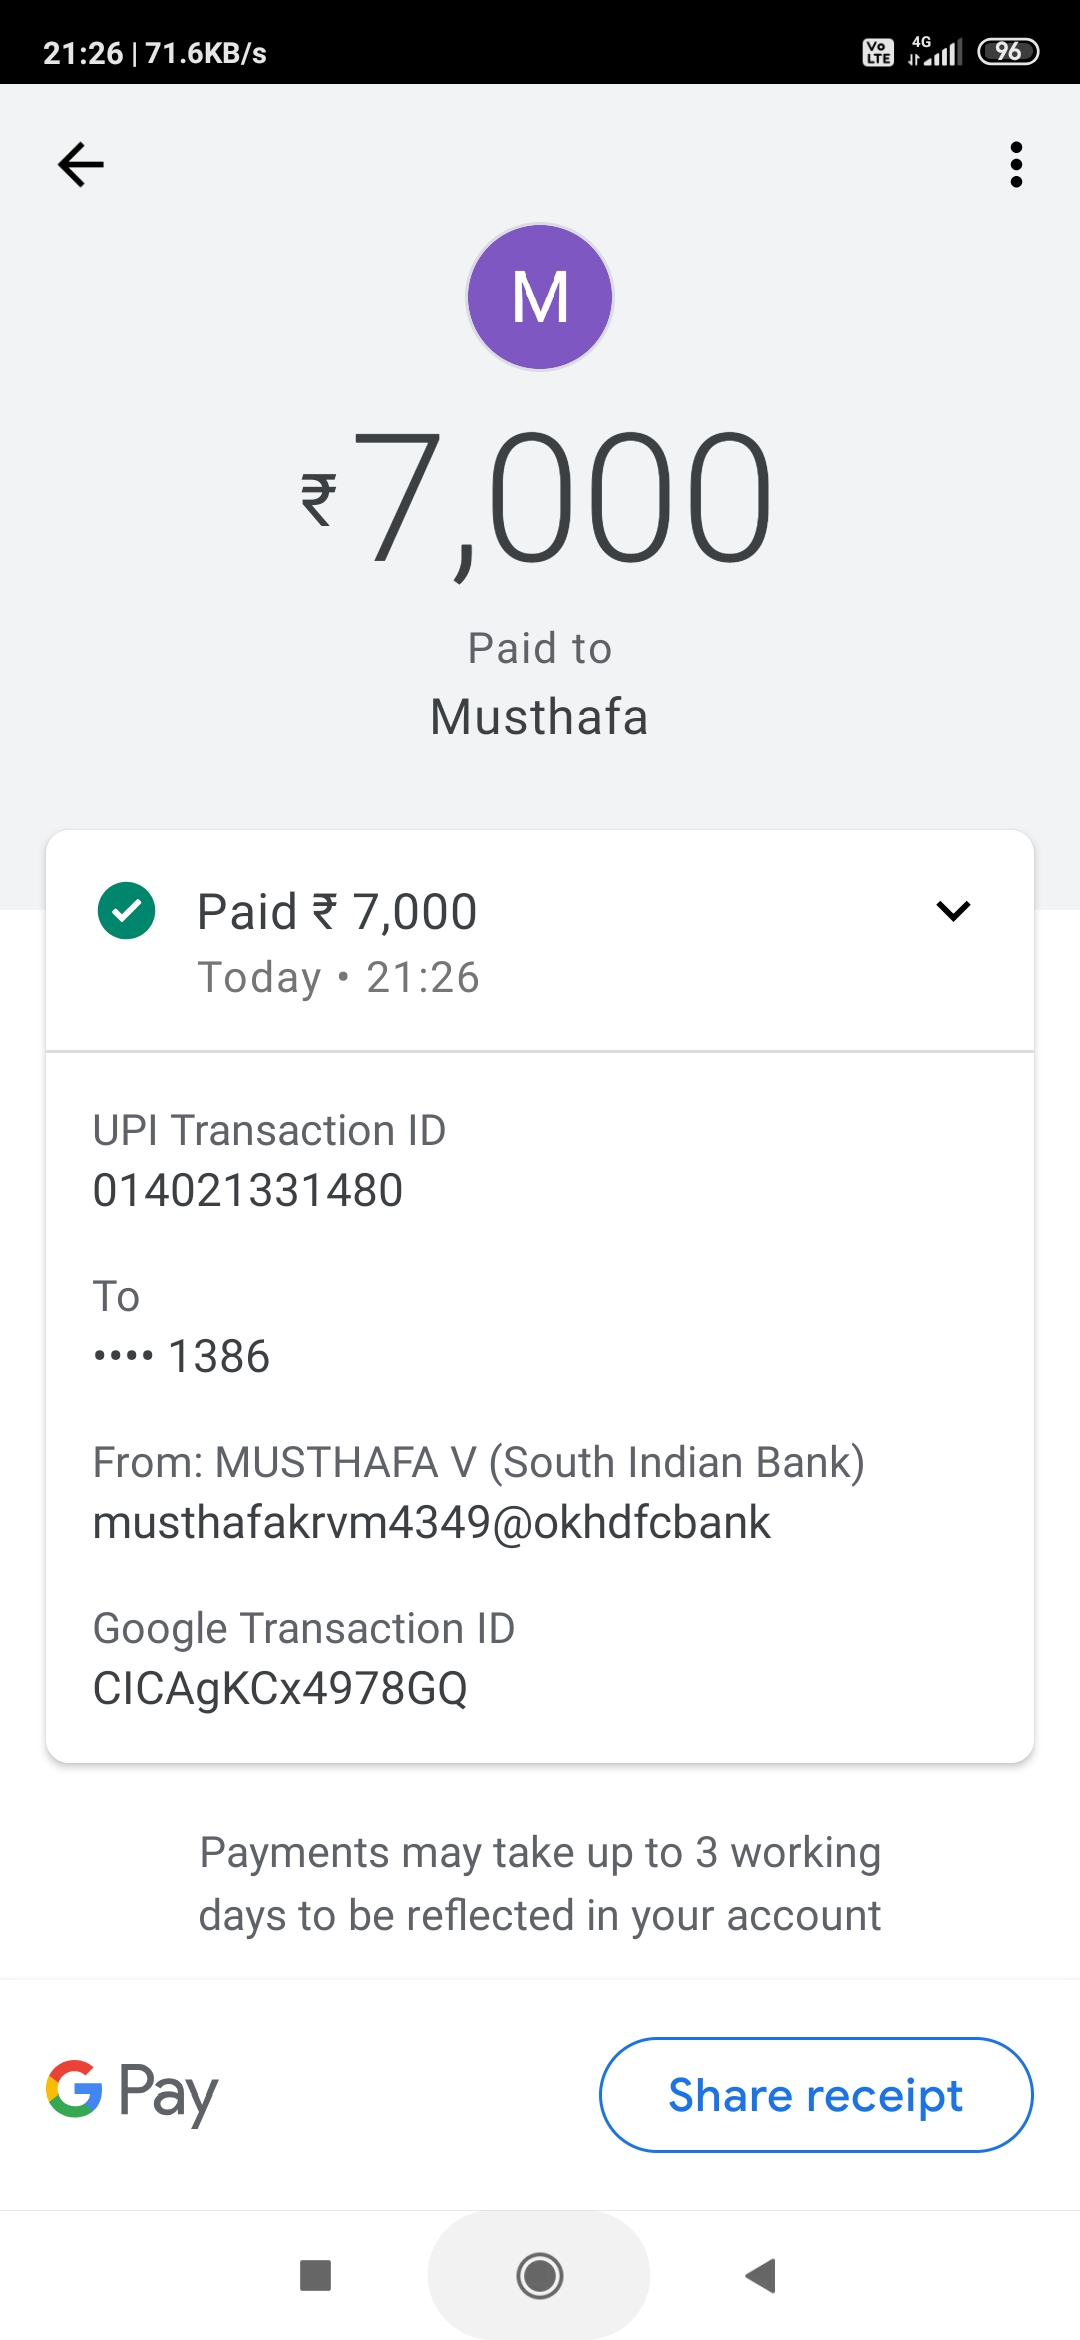 21:26 | 71.6KB/s
Vo LTE 4G 96
M
₹7,000
Paid to
Musthafa
Paid ₹ 7,000
Today • 21:26
UPI Transaction ID
014021331480
To
•••• 1386
From: MUSTHAFA V (South Indian Bank)
musthafakrvm4349@okhdfcbank
Google Transaction ID
CICAgKCx4978GQ
Payments may take up to 3 working
days to be reflected in your account
G Pay
Share receipt